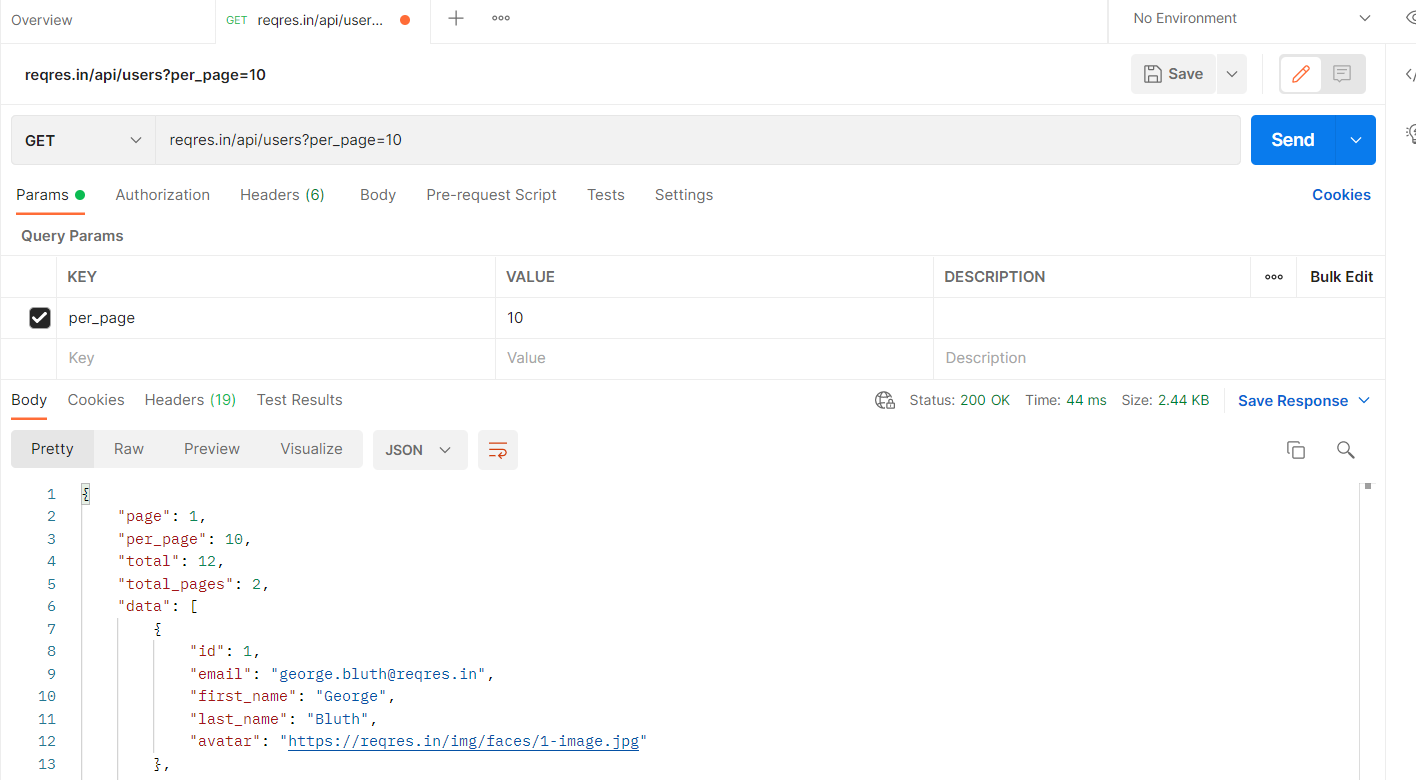 Overview
GET reqres.in/api/user...
No Environment
reqres.in/api/users?per_page=10
Save
GET
reqres.in/api/users?per_page=10
Send
Params
Authorization
Headers (6)
Body
Pre-request Script
Tests
Settings
Cookies
Query Params
KEY VALUE DESCRIPTION Bulk Edit
per_page 10
Key Value Description
Body Cookies Headers (19) Test Results
Status: 200 OK Time: 44 ms Size: 2.44 KB Save Response
Pretty Raw Preview Visualize JSON
1 {
2 "page": 1,
3 "per_page": 10,
4 "total": 12,
5 "total_pages": 2,
6 "data": [
7 {
8 "id": 1,
9 "email": "george.bluth@reqres.in",
10 "first_name": "George",
11 "last_name": "Bluth",
12 "avatar": "https://reqres.in/img/faces/1-image.jpg"
13 },